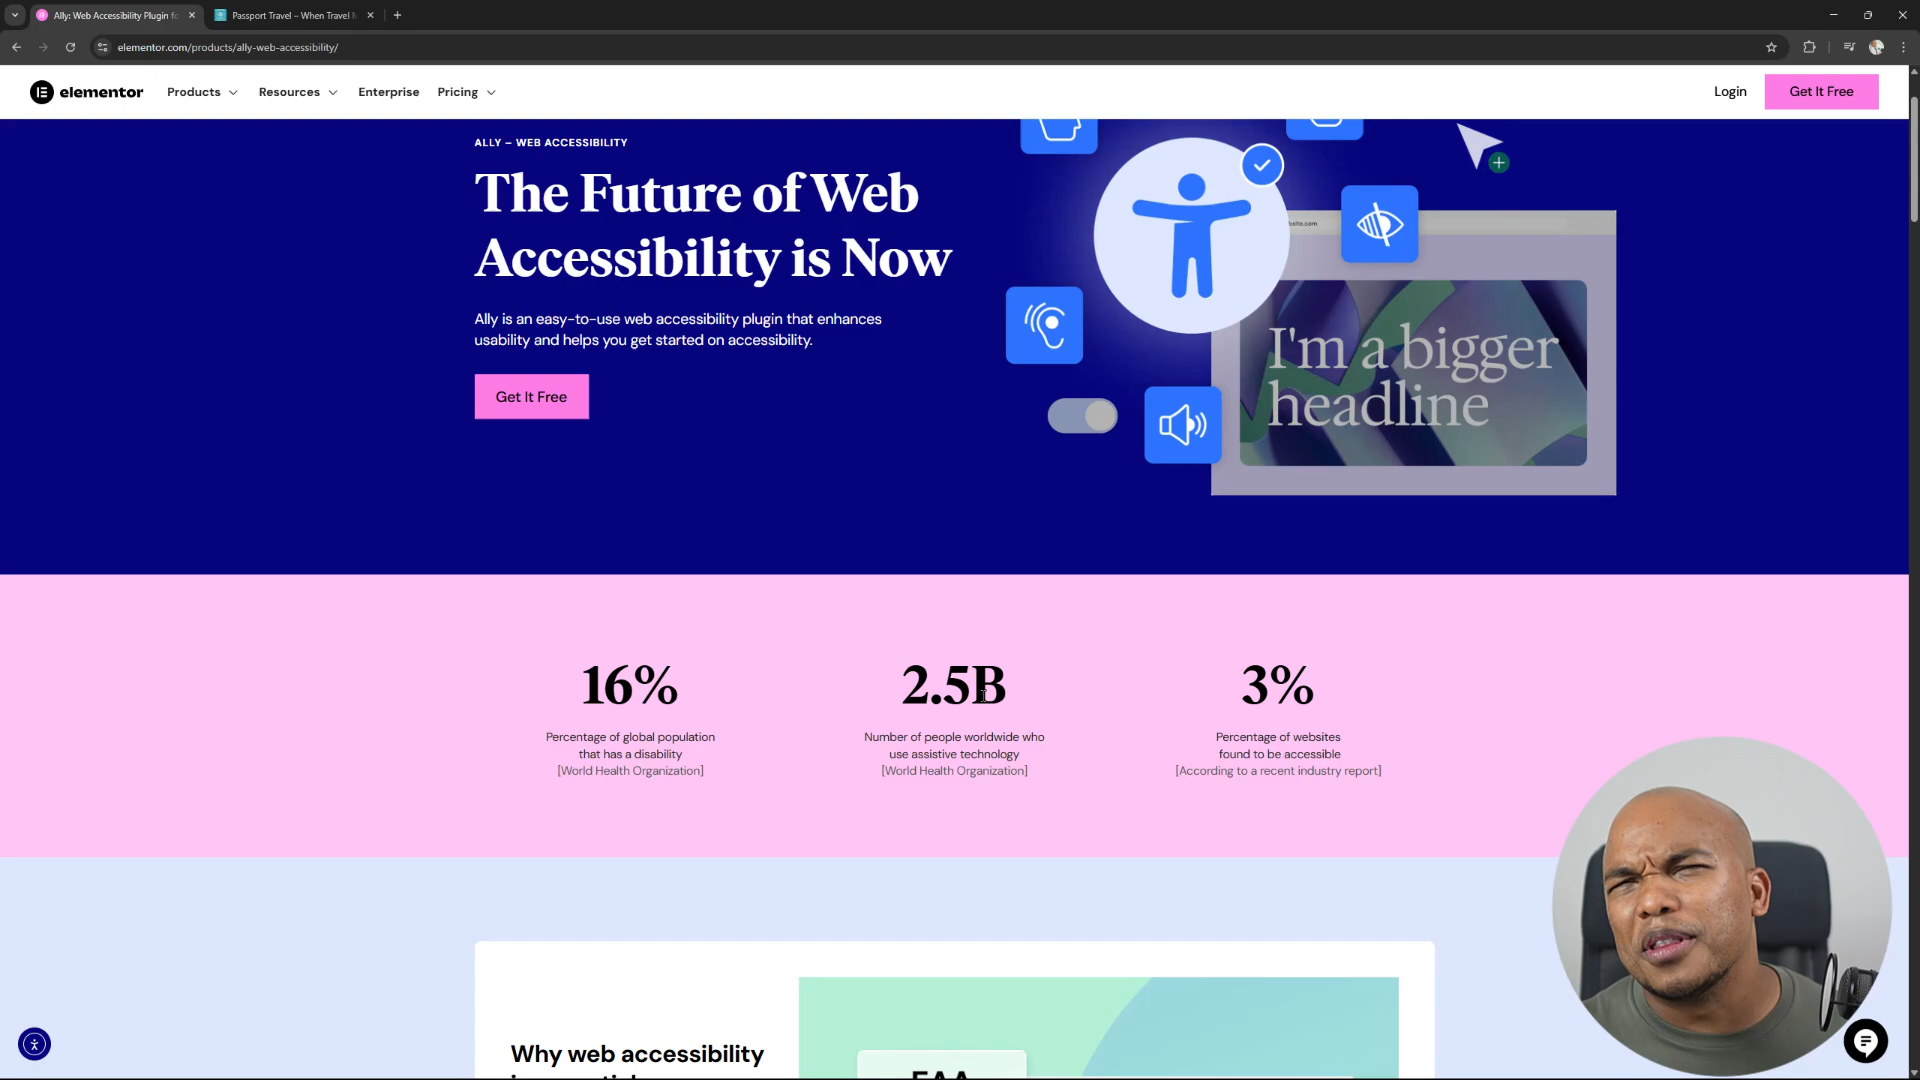 Ally: Web Accessibility Plugin fo
Passport Travel – When Travel M
elementor.com/products/ally-web-accessibility/
elementor
Products
Resources
Enterprise
Pricing
Login
Get It Free
ALLY – WEB ACCESSIBILITY
The Future of Web
Accessibility is Now
Ally is an easy-to-use web accessibility plugin that enhances
usability and helps you get started on accessibility.
Get It Free
I'm a bigger
headline
16%
Percentage of global population
that has a disability
[World Health Organization]
2.5B
Number of people worldwide who
use assistive technology
[World Health Organization]
3%
Percentage of websites
found to be accessible
[According to a recent industry report]
Why web accessibility